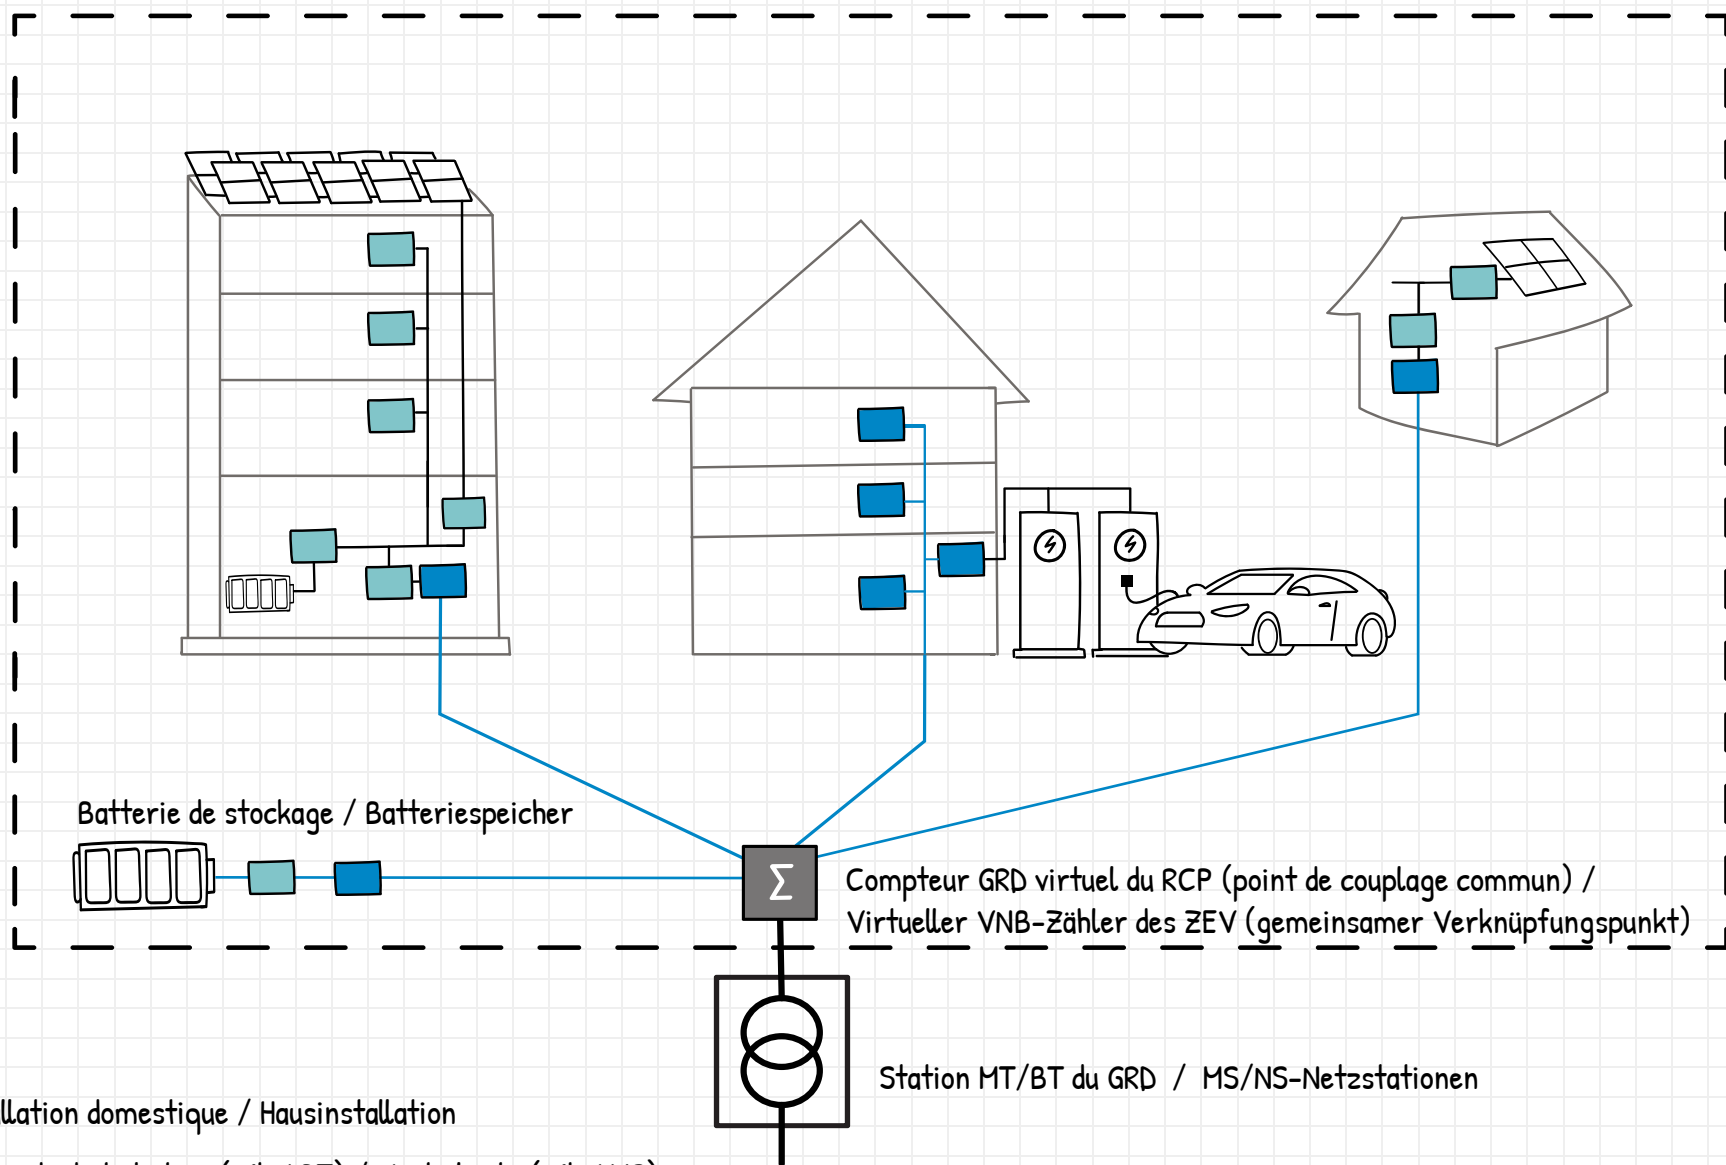 Batterie de stockage / Batteriespeicher
Σ
Compteur GRD virtuel du RCP (point de couplage commun) /
Virtueller VNB-Zähler des ZEV (gemeinsamer Verknüpfungspunkt)
Station MT/BT du GRD / MS/NS-Netzstationen
llation domestique / Hausinstallation